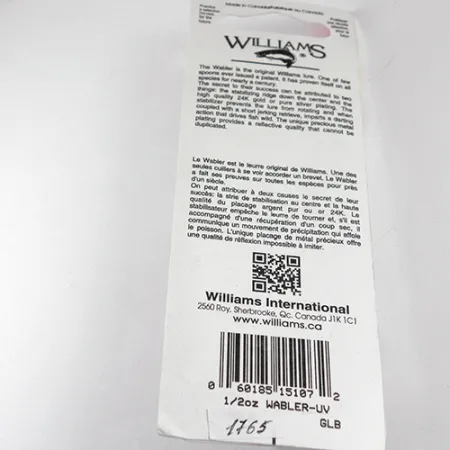 Made in Canada/Fabriqué au Canada
WILLIAMS
®
The Wabler is the original Williams lure. One of few
spoons ever issued a patent. It has proven itself on all
species for nearly a century.
The secret to their success can be attributed to two
things: the stabilizing ridge down the center and the
high quality 24K gold or pure silver plating. The
stabilizer prevents the lure from rotating and when
coupled with a short jerking retrieve, imparts a darting
action that drives fish wild. The unique precious metal
plating provides a reflective quality that cannot be
duplicated.
Le Wabler est le leurre original de Williams. Une des
seules cuillers à se voir accorder un brevet. Le Wabler
a fait ses preuves sur toutes les espèces pour près
d'un siècle.
On peut attribuer à deux causes le secret de leur
succès: la strie de stabilisation au centre et la haute
qualité du placage argent pur ou or 24K. Le
stabilisateur empêche le leurre de tourner et, s'il est
accompagné d'une récupération d'un coup sec, il
communique un mouvement de précipitation qui affole
le poisson. L'unique placage de métal précieux offre
une qualité de réflexion impossible à imiter.
Williams International
2560 Roy, Sherbrooke, Qc. Canada J1K 1C1
www.williams.ca
0 60185 15107 2
1/2oz WABLER-UV
GLB
1765